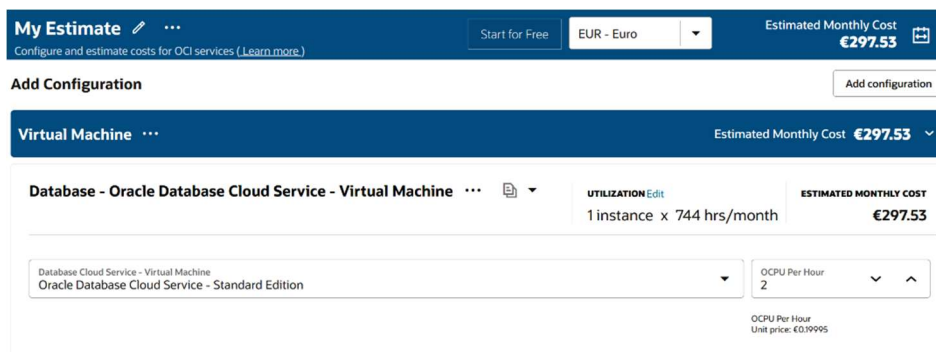 My Estimate ...
Start for Free
EUR - Euro
Estimated Monthly Cost
€297.53
Configure and estimate costs for OCI services ( Learn more )
Add Configuration
Add configuration
Virtual Machine ...
Estimated Monthly Cost €297.53
Database - Oracle Database Cloud Service - Virtual Machine ...
UTILIZATION Edit
1 instance x 744 hrs/month
ESTIMATED MONTHLY COST
€297.53
Database Cloud Service - Virtual Machine
Oracle Database Cloud Service - Standard Edition
OCPU Per Hour
2
OCPU Per Hour
Unit price: €0.19995